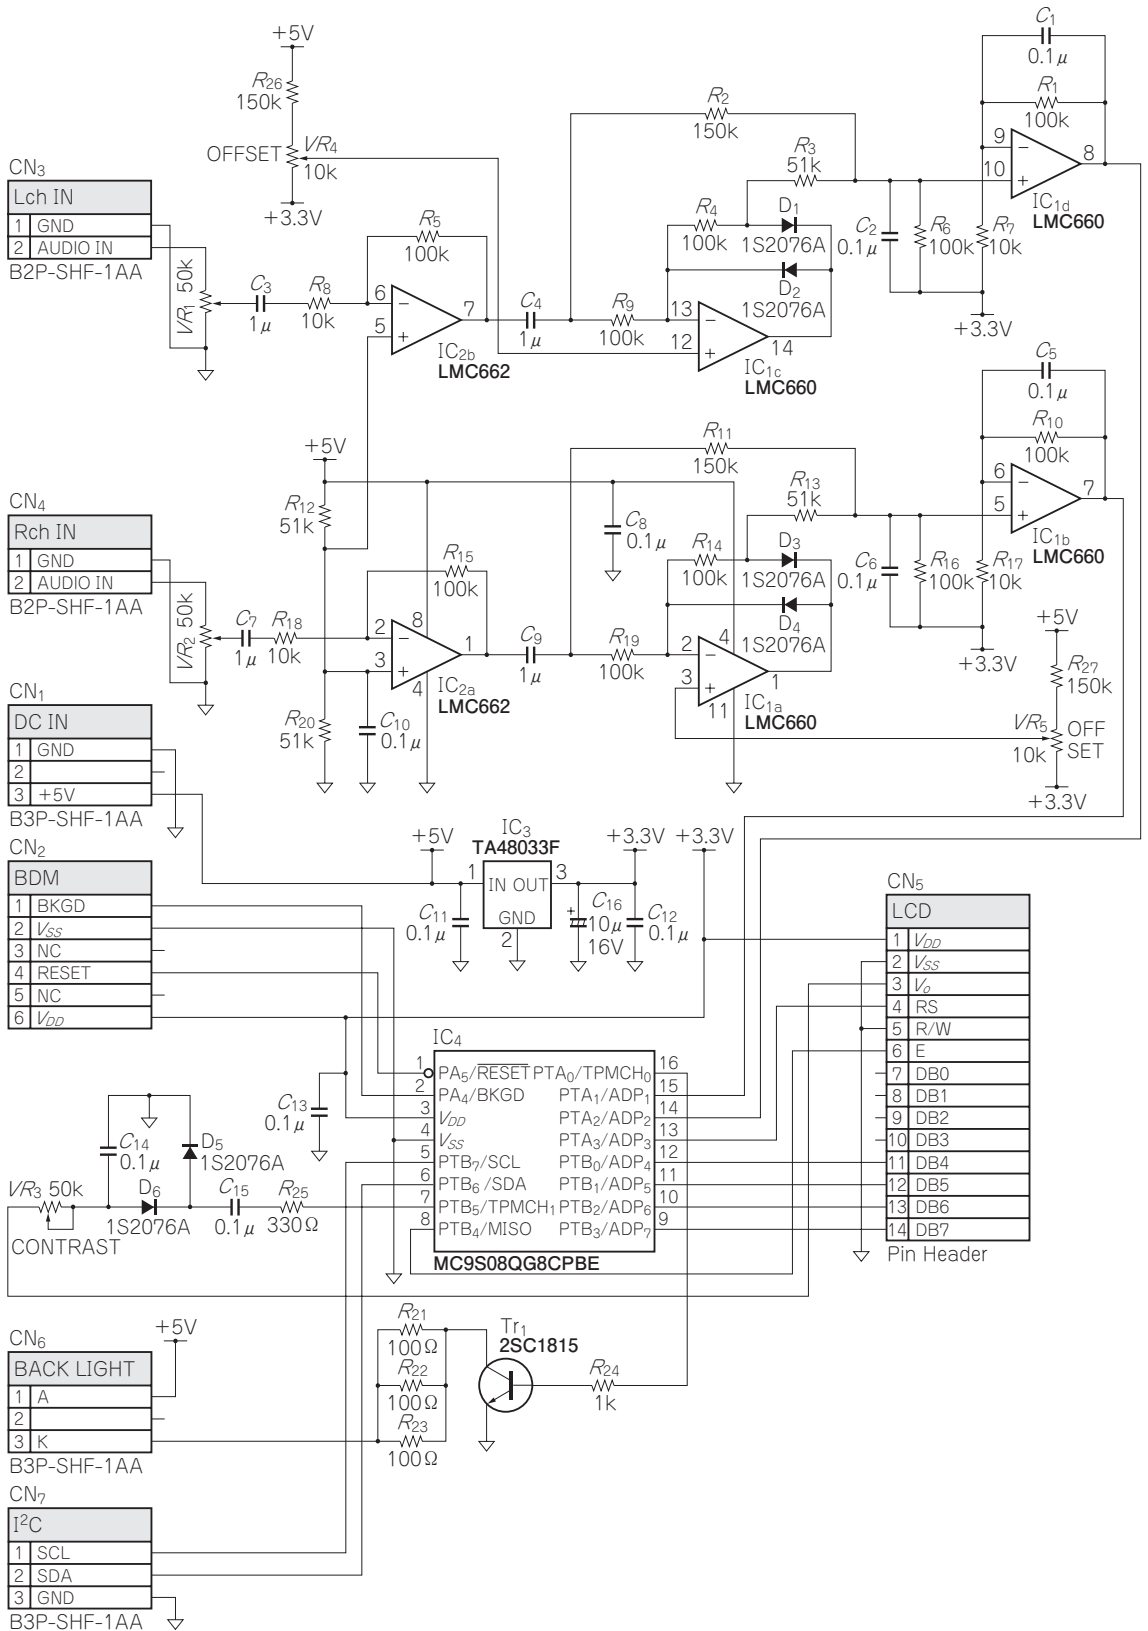 +5V
R26
150k
OFFSET
VR4
10k
+3.3V
CN3
Lch IN
1 GND
2 AUDIO IN
B2P-SHF-1AA
VR1 50k
C3
1μ
R8
10k
R5
100k
6
5
7
−
+
IC2b
LMC662
C4
1μ
R2
150k
R3
51k
R4
100k
D1
1S2076A
D2
1S2076A
R9
100k
13
12
14
−
+
IC1c
LMC660
C2
0.1μ
R6
100k
R7
10k
+3.3V
C1
0.1μ
R1
100k
9
10
8
−
+
IC1d
LMC660
CN4
Rch IN
1 GND
2 AUDIO IN
B2P-SHF-1AA
VR2 50k
C7
1μ
R18
10k
+5V
R12
51k
R20
51k
C10
0.1μ
R15
100k
2
3
8
4
1
−
+
IC2a
LMC662
C8
0.1μ
C9
1μ
R11
150k
R13
51k
R14
100k
D3
1S2076A
D4
1S2076A
R19
100k
2
3
4
11
1
−
+
IC1a
LMC660
C6
0.1μ
R16
100k
R17
10k
+3.3V
C5
0.1μ
R10
100k
6
5
7
−
+
IC1b
LMC660
+5V
R27
150k
VR5
10k
OFF
SET
+3.3V
CN1
DC IN
1 GND
2
3 +5V
B3P-SHF-1AA
CN2
BDM
1 BKGD
2 VSS
3 NC
4 RESET
5 NC
6 VDD
+5V
IC3
TA48033F
1
3
IN OUT
GND
2
C11
0.1μ
+
C16
10μ
16V
C12
0.1μ
+3.3V
+3.3V
CN5
LCD
1 VDD
2 VSS
3 Vo
4 RS
5 R/W
6 E
7 DB0
8 DB1
9 DB2
10 DB3
11 DB4
12 DB5
13 DB6
14 DB7
Pin Header
IC4
1 PA5/RESET PTA0/TPMCH0 16
2 PA4/BKGD PTA1/ADP1 15
3 VDD PTA2/ADP2 14
4 VSS PTA3/ADP3 13
5 PTB7/SCL PTB0/ADP4 12
6 PTB6/SDA PTB1/ADP5 11
7 PTB5/TPMCH1 PTB2/ADP6 10
8 PTB4/MISO PTB3/ADP7 9
MC9S08QG8CPBE
C13
0.1μ
C14
0.1μ
D5
1S2076A
VR3 50k
CONTRAST
D6
1S2076A
C15
0.1μ
R25
330Ω
CN6
BACK LIGHT
1 A
2
3 K
B3P-SHF-1AA
+5V
R21
100Ω
R22
100Ω
R23
100Ω
Tr1
2SC1815
R24
1k
CN7
I²C
1 SCL
2 SDA
3 GND
B3P-SHF-1AA